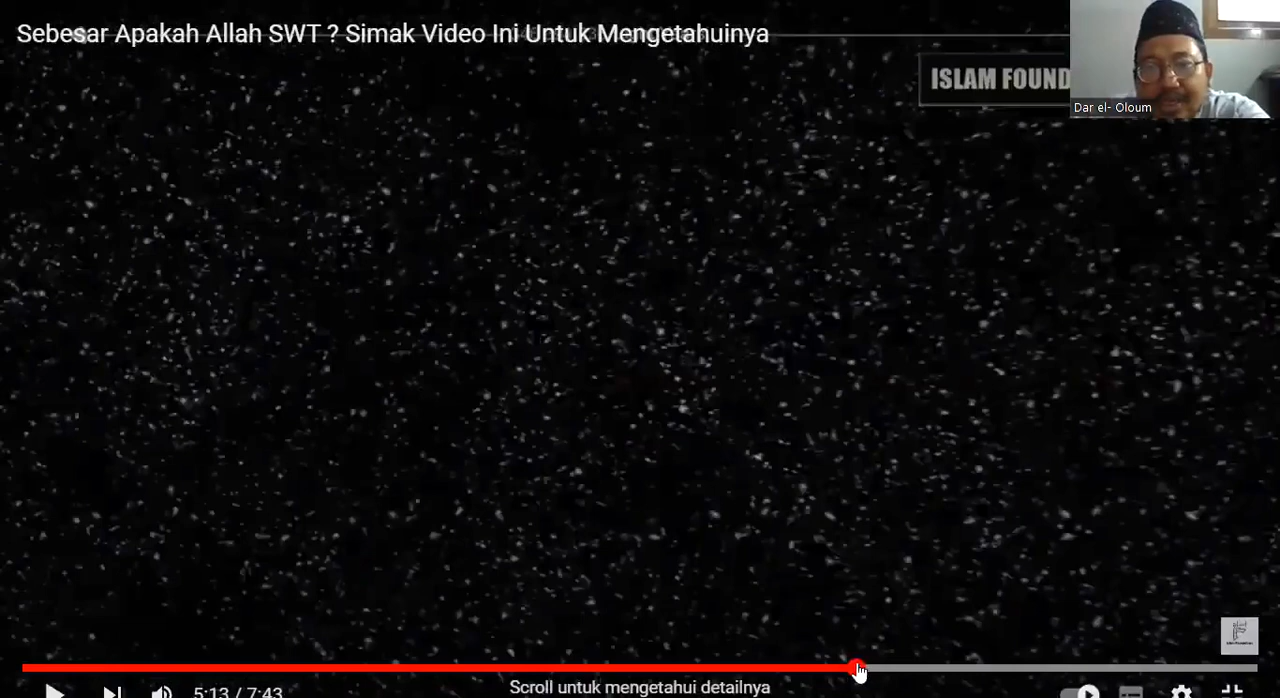 Sebesar Apakah Allah SWT ? Simak Video Ini Untuk Mengetahuinya
ISLAM FOUND
Dar el- Oloum
5:13 / 7:43
Scroll untuk mengetahui detailnya